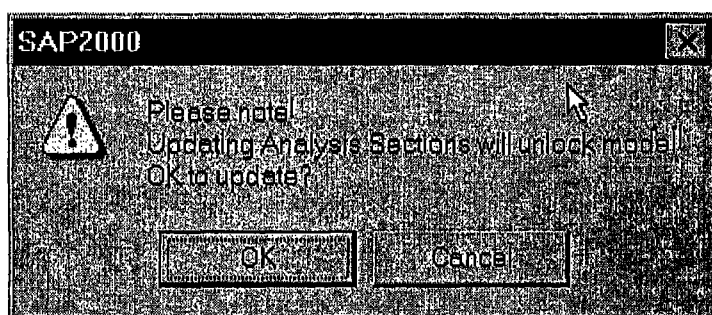 SAP2000
Please note!
Updating Analysis Sections will unlock model!
OK to update?
OK
Cancel